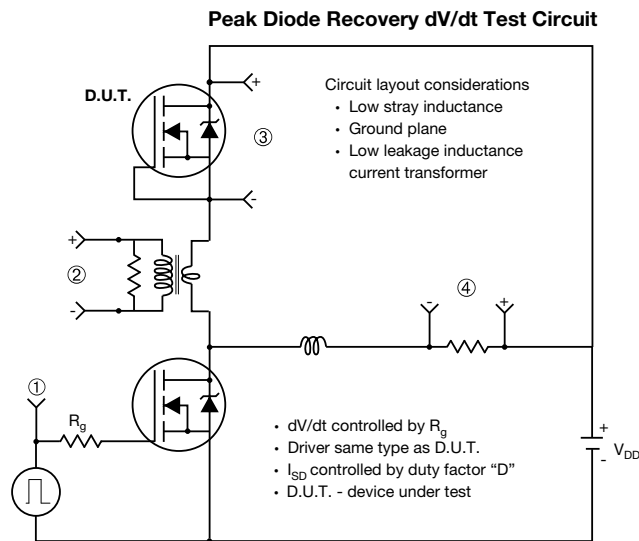 Peak Diode Recovery dV/dt Test Circuit
D.U.T.
+
-
③
Circuit layout considerations
• Low stray inductance
• Ground plane
• Low leakage inductance
current transformer
+
②
-
-
④
+
①
Rg
• dV/dt controlled by Rg
• Driver same type as D.U.T.
• ISD controlled by duty factor “D”
• D.U.T. - device under test
+
VDD
-